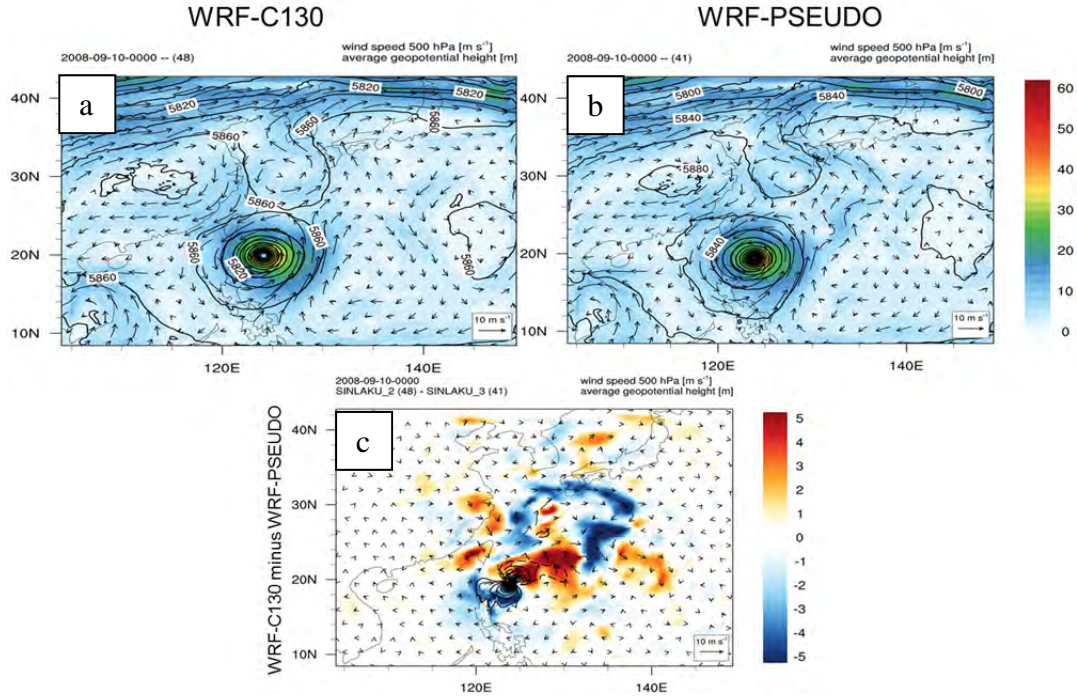 WRF-C130
WRF-PSEUDO
2008-09-10-0000 -- (48)
wind speed 500 hPa [m s⁻¹]
average geopotential height [m]
2008-09-10-0000 -- (41)
wind speed 500 hPa [m s⁻¹]
average geopotential height [m]
a
40N
30N
20N
10N
120E
140E
5820
5820
5820
5860
5860
5860
5860
5860
5860
5820
5860
5860
10 m s⁻¹
b
40N
30N
20N
10N
120E
140E
5800
5840
5800
5840
5880
5840
10 m s⁻¹
60
50
40
30
20
10
0
2008-09-10-0000
SINLAKU_2 (48) - SINLAKU_3 (41)
wind speed 500 hPa [m s⁻¹]
average geopotential height [m]
WRF-C130 minus WRF-PSEUDO
c
40N
30N
20N
10N
120E
140E
10 m s⁻¹
5
4
3
2
1
0
-1
-2
-3
-4
-5